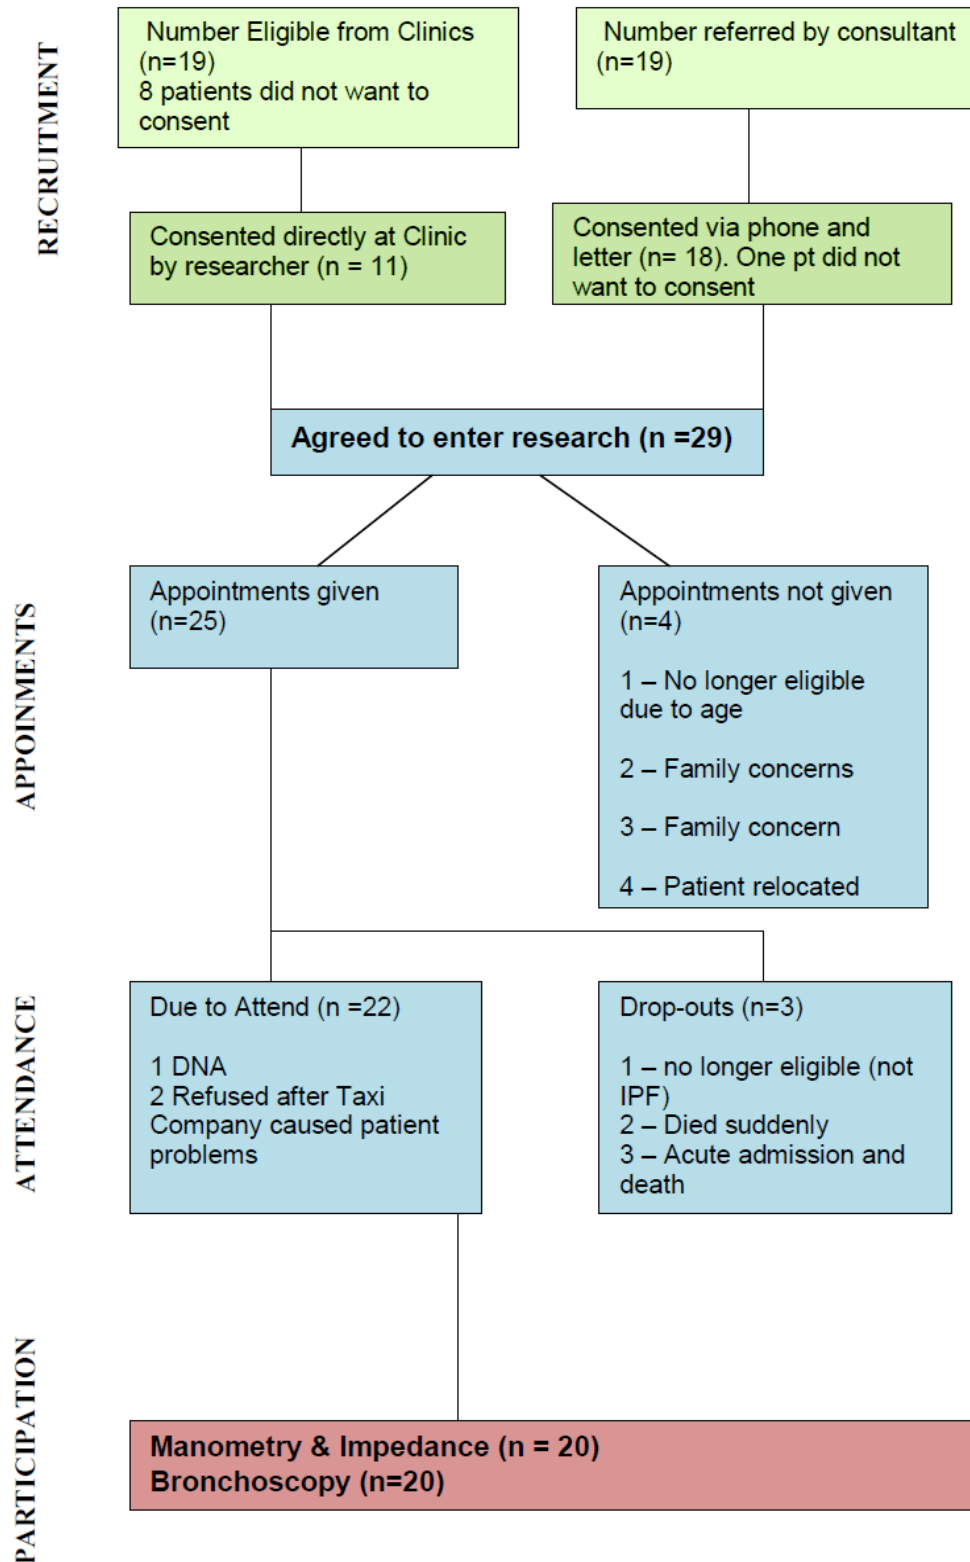 RECRUITMENT
Number Eligible from Clinics
(n=19)
8 patients did not want to
consent
Number referred by consultant
(n=19)
Consented directly at Clinic
by researcher (n = 11)
Consented via phone and
letter (n= 18). One pt did not
want to consent
Agreed to enter research (n =29)
APPOINMENTS
Appointments given
(n=25)
Appointments not given
(n=4)
1 – No longer eligible
due to age
2 – Family concerns
3 – Family concern
4 – Patient relocated
ATTENDANCE
Due to Attend (n =22)
1 DNA
2 Refused after Taxi
Company caused patient
problems
Drop-outs (n=3)
1 – no longer eligible (not
IPF)
2 – Died suddenly
3 – Acute admission and
death
PARTICIPATION
Manometry & Impedance (n = 20)
Bronchoscopy (n=20)